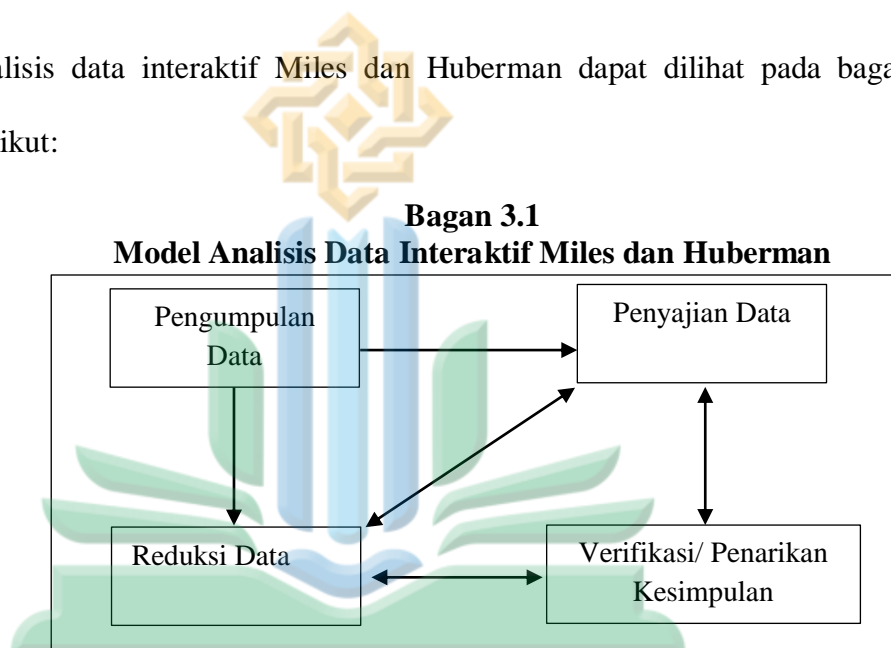 alisis data interaktif Miles dan Huberman dapat dilihat pada baga
ikut:
Bagan 3.1
Model Analisis Data Interaktif Miles dan Huberman
Pengumpulan
Data
Penyajian Data
Reduksi Data
Verifikasi/ Penarikan
Kesimpulan